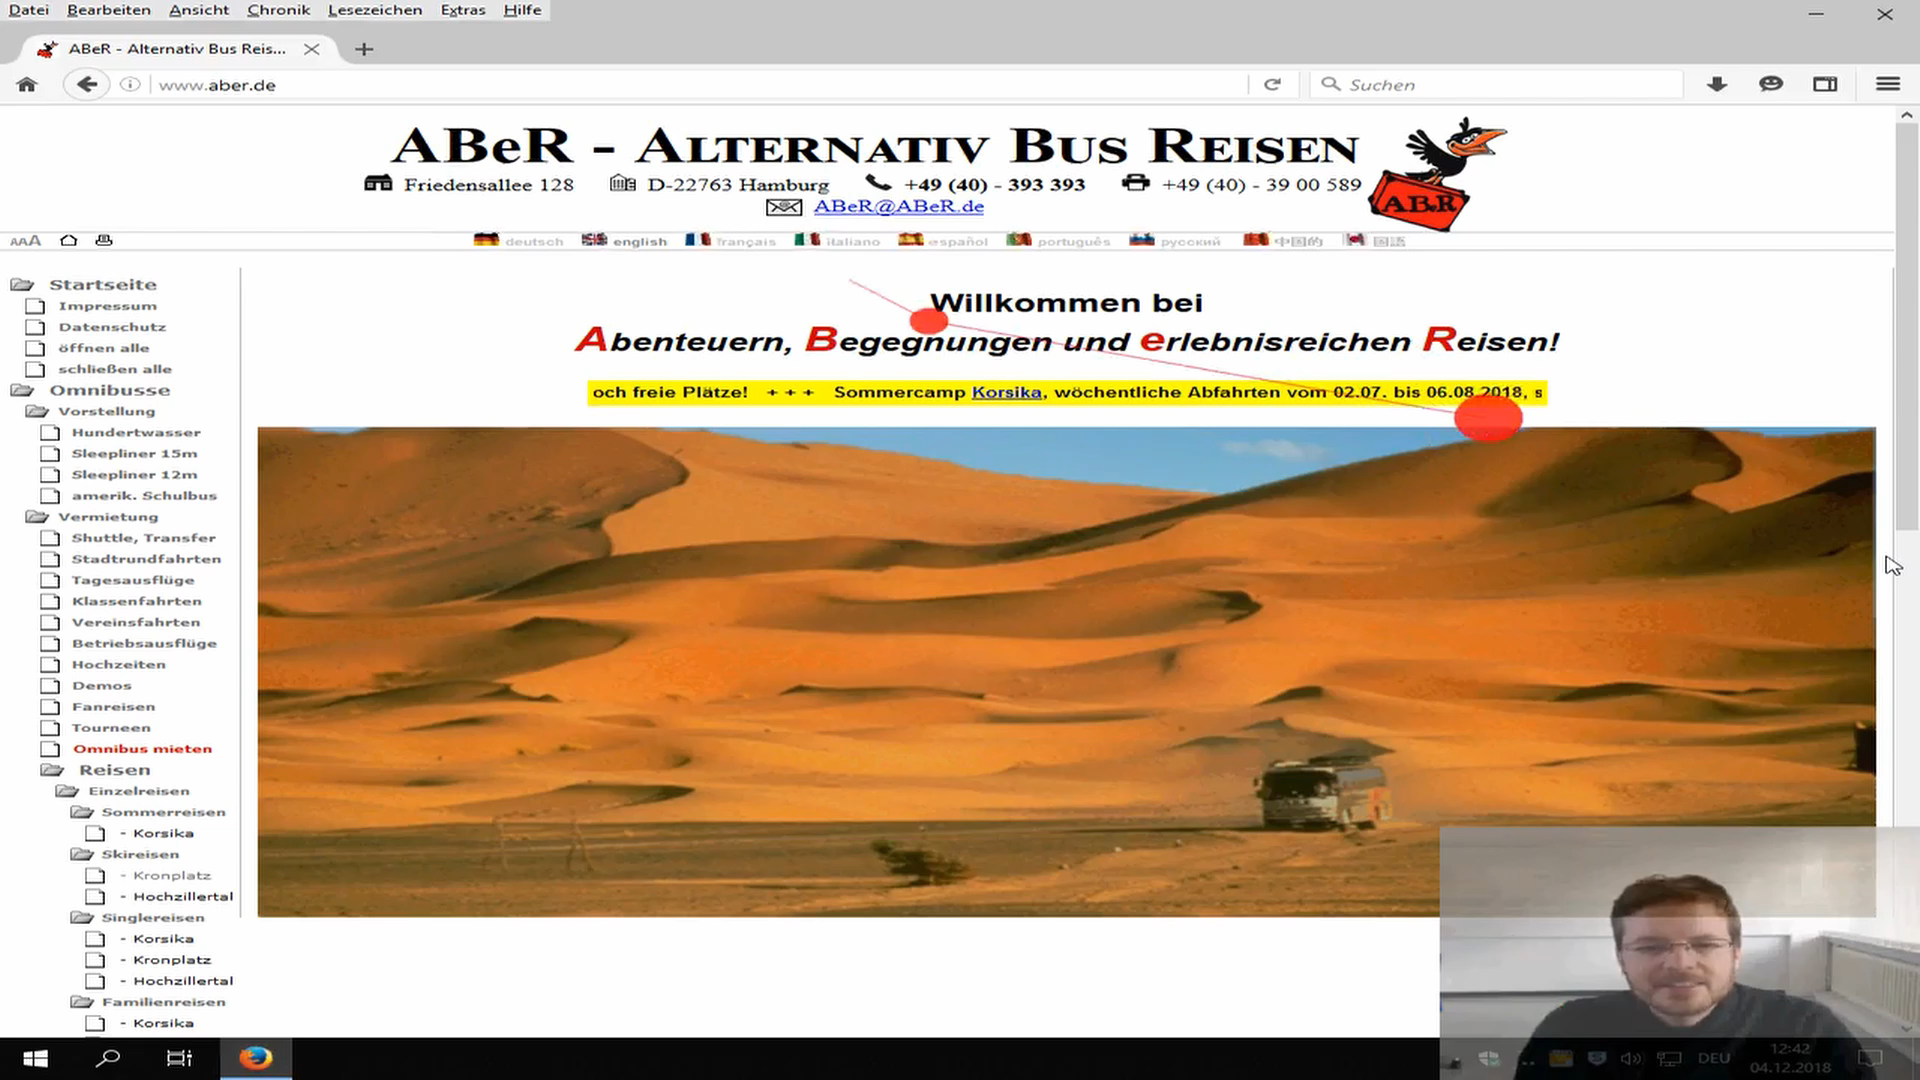 Datei Bearbeiten Ansicht Chronik Lesezeichen Extras Hilfe
ABeR - Alternativ Bus Reis...
www.aber.de
Suchen
ABeR - Alternativ Bus Reisen
Friedensallee 128 D-22763 Hamburg +49 (40) - 393 393 +49 (40) - 39 00 589
ABeR@ABeR.de
ABeR
AAA deutsch english français italiano español português русский 中国的
Willkommen bei
Abenteuern, Begegnungen und erlebnisreichen Reisen!
och freie Plätze! +++ Sommercamp Korsika, wöchentliche Abfahrten vom 02.07. bis 06.08.2018, s
Startseite
Impressum
Datenschutz
öffnen alle
schließen alle
Omnibusse
Vorstellung
Hundertwasser
Sleepliner 15m
Sleepliner 12m
amerik. Schulbus
Vermietung
Shuttle, Transfer
Stadtrundfahrten
Tagesausflüge
Klassenfahrten
Vereinsfahrten
Betriebsausflüge
Hochzeiten
Demos
Fanreisen
Tourneen
Omnibus mieten
Reisen
Einzelreisen
Sommerreisen
- Korsika
Skireisen
- Kronplatz
- Hochzillertal
Singlereisen
- Korsika
- Kronplatz
- Hochzillertal
Familienreisen
- Korsika
DEU
12:42
04.12.2018